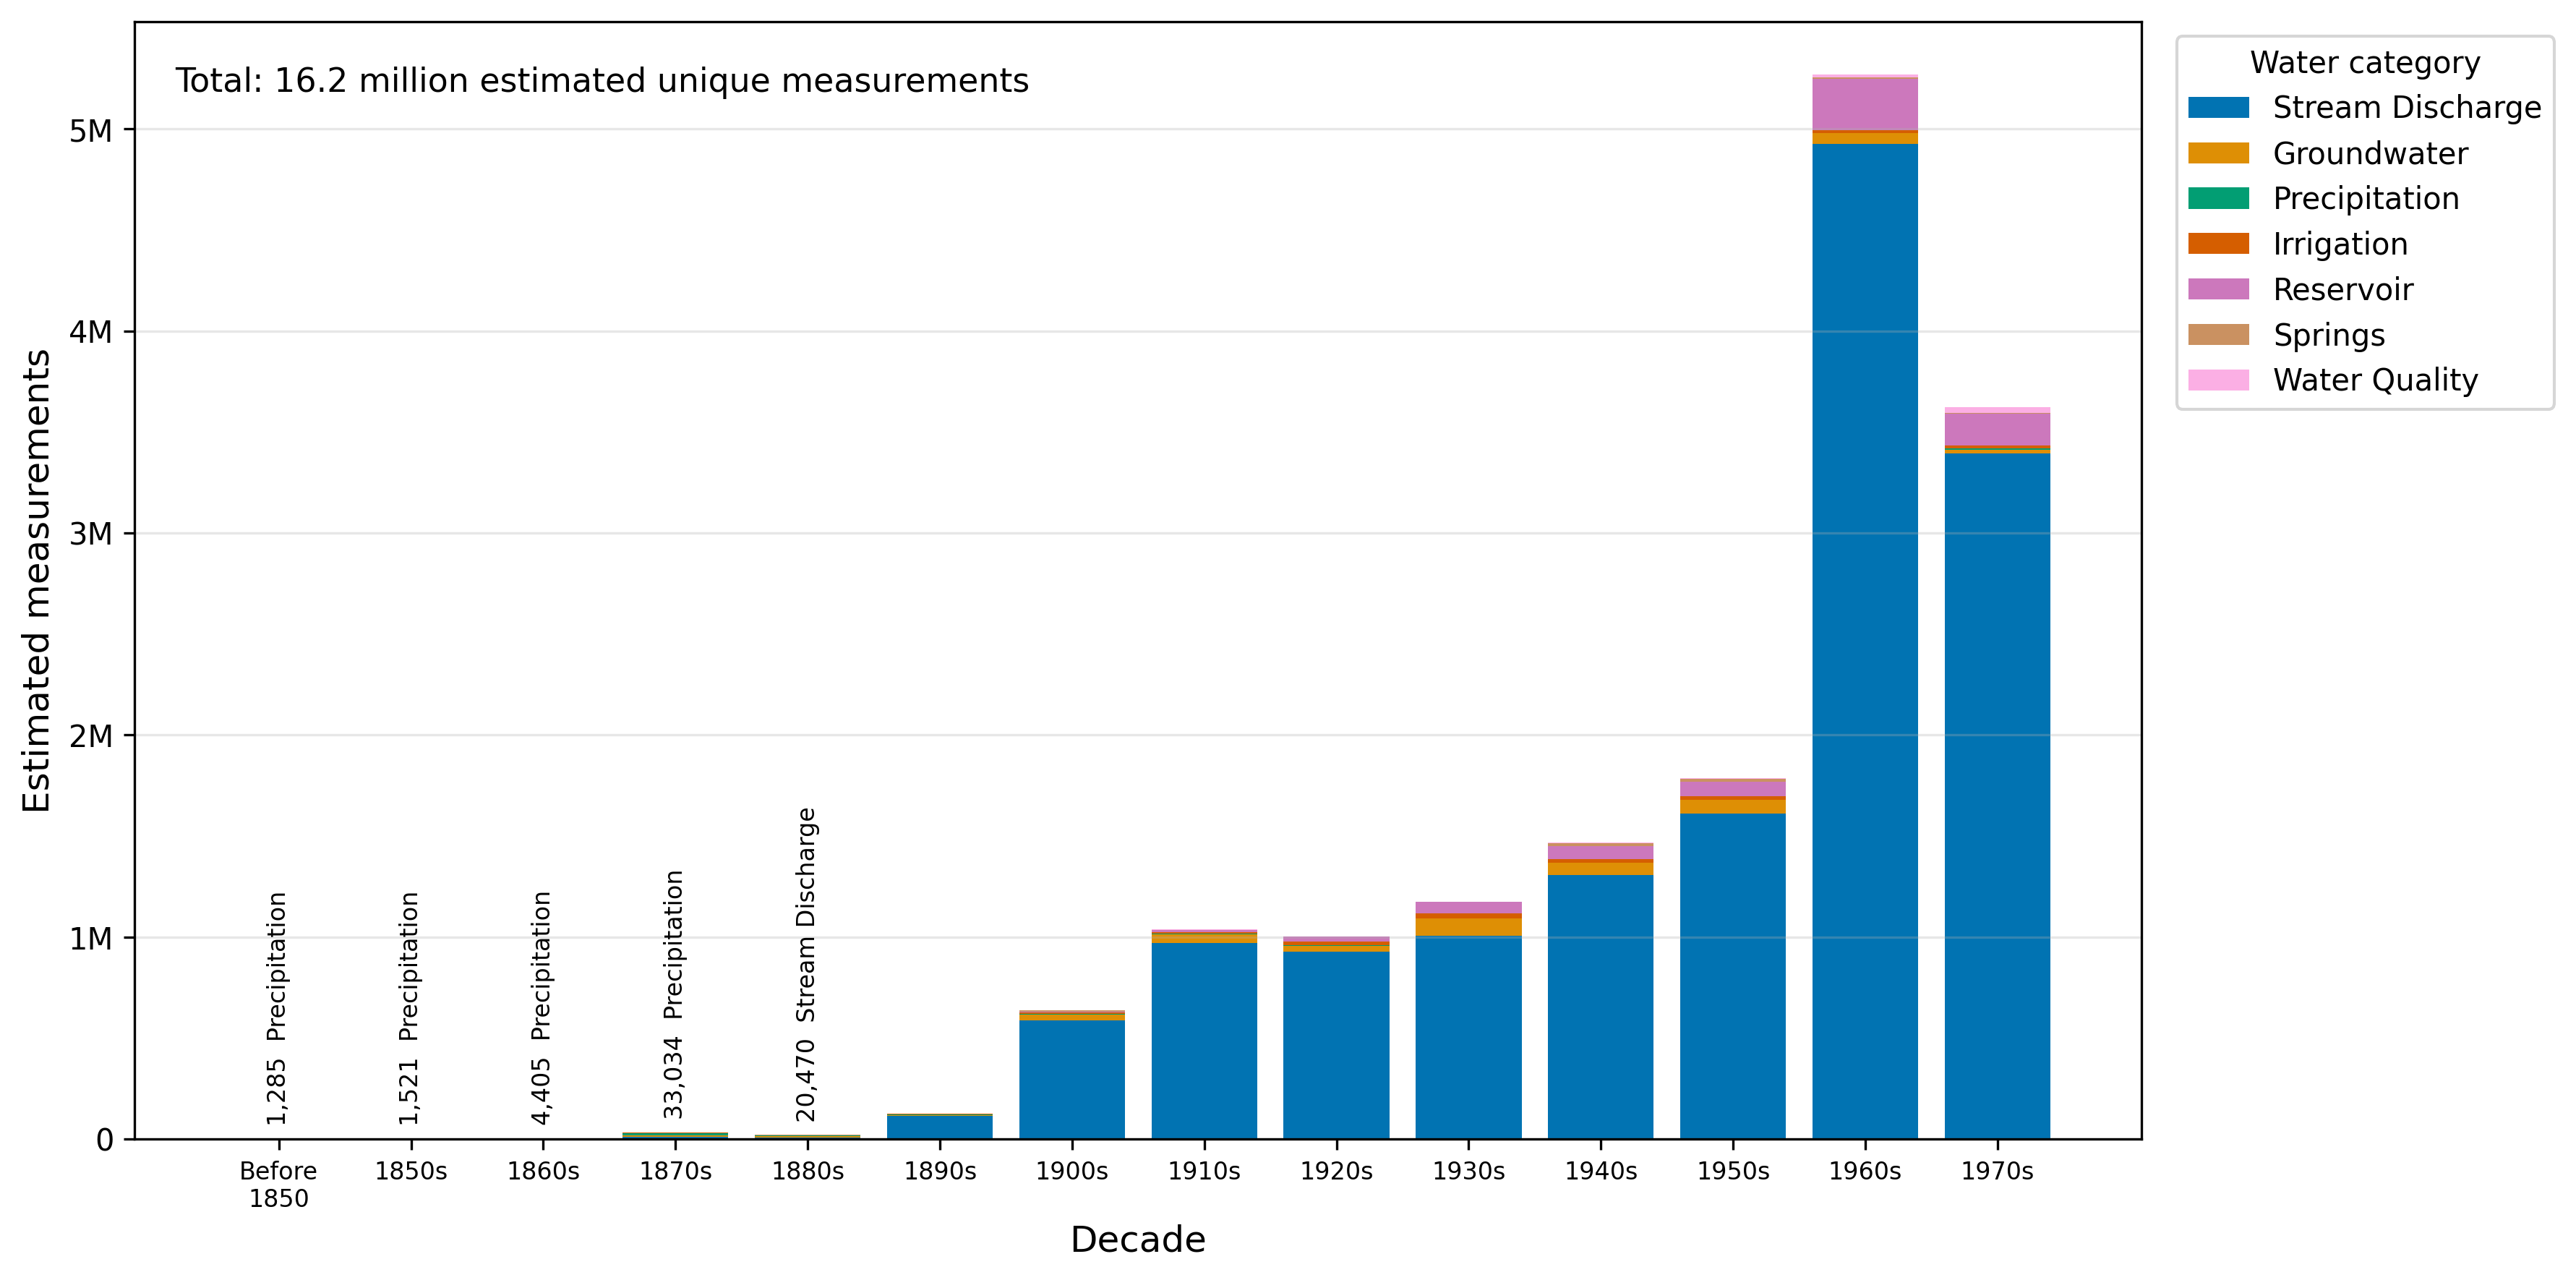 Total: 16.2 million estimated unique measurements
Water category
Stream Discharge
Groundwater
Precipitation
Irrigation
Reservoir
Springs
Water Quality
Estimated measurements
5M
4M
3M
2M
1M
0
1,285 Precipitation
1,521 Precipitation
4,405 Precipitation
33,034 Precipitation
20,470 Stream Discharge
Before
1850
1850s
1860s
1870s
1880s
1890s
1900s
1910s
1920s
1930s
1940s
1950s
1960s
1970s
Decade